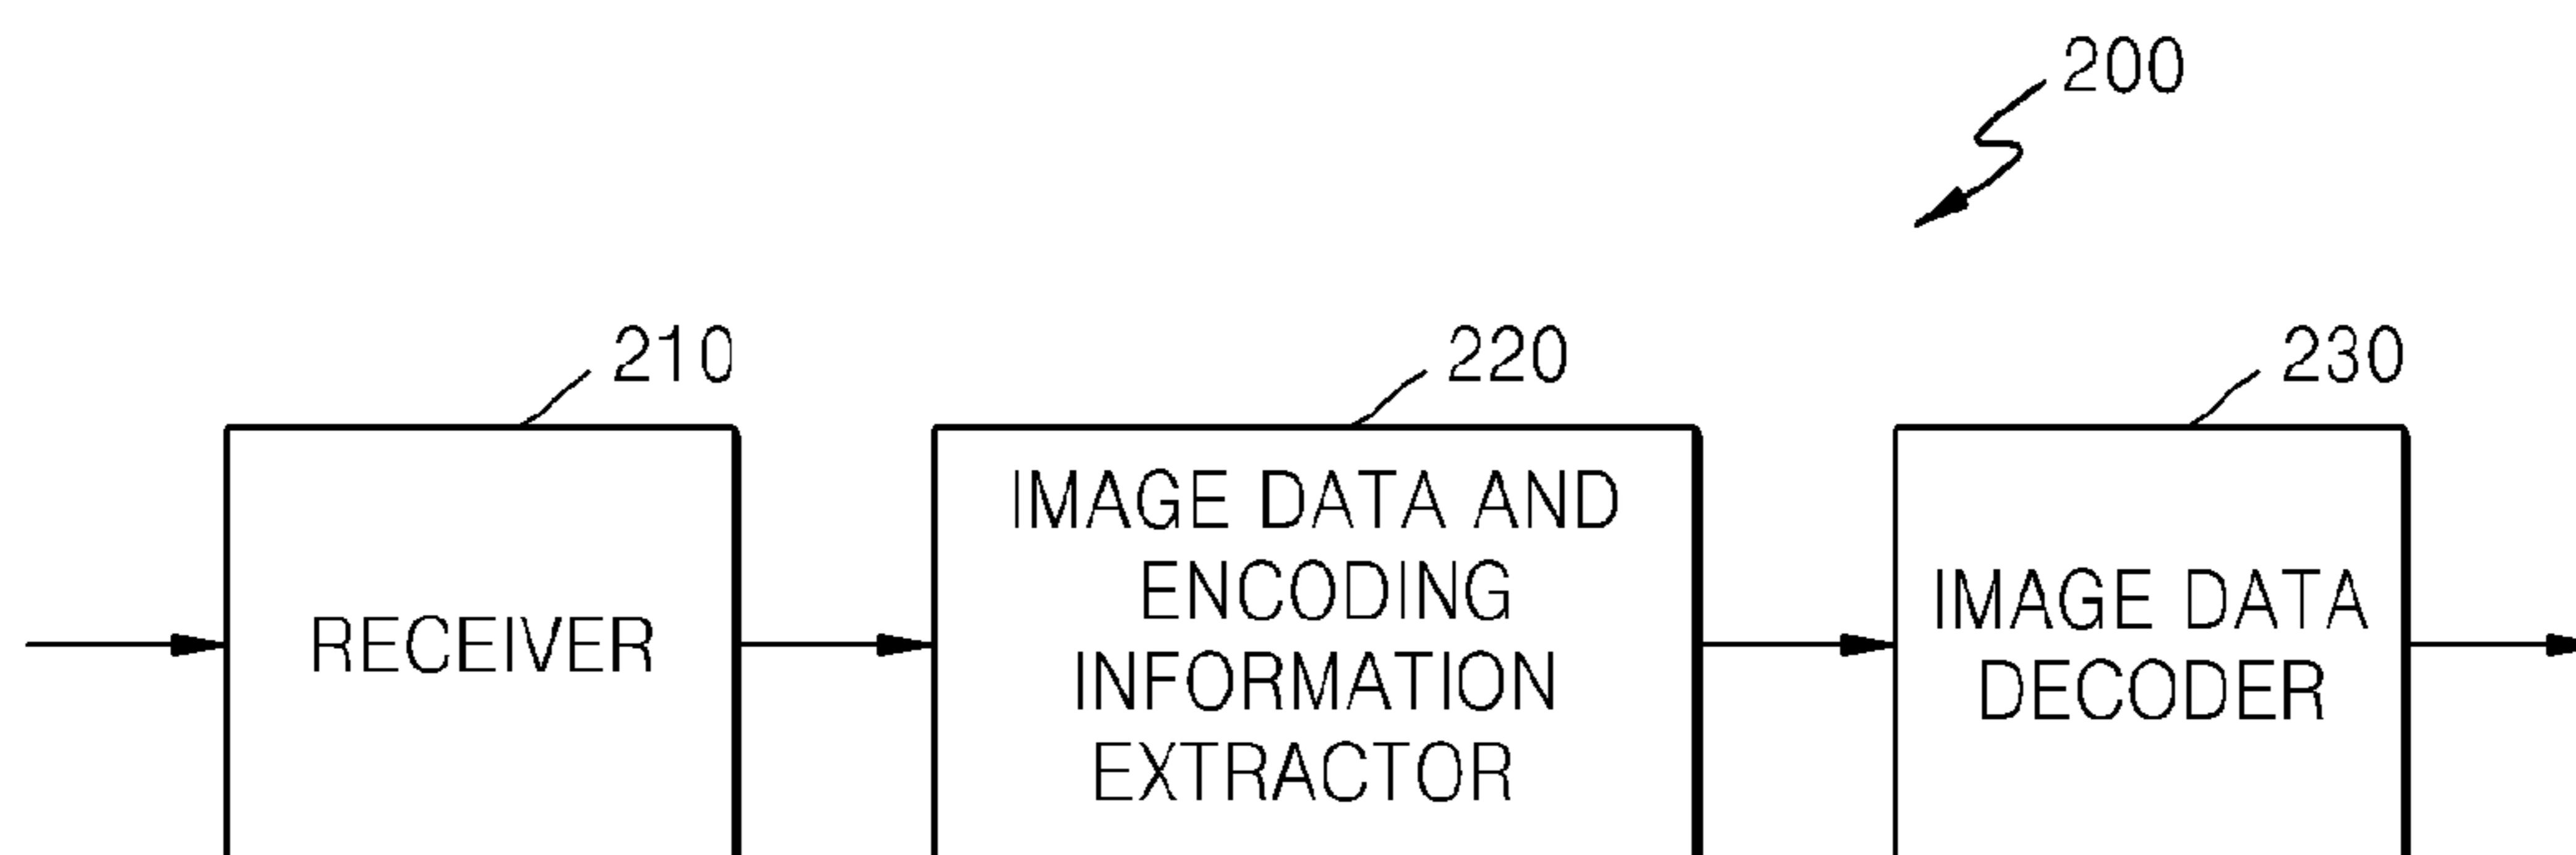 200
210
220
230
RECEIVER
IMAGE DATA AND
ENCODING
INFORMATION
EXTRACTOR
IMAGE DATA
DECODER